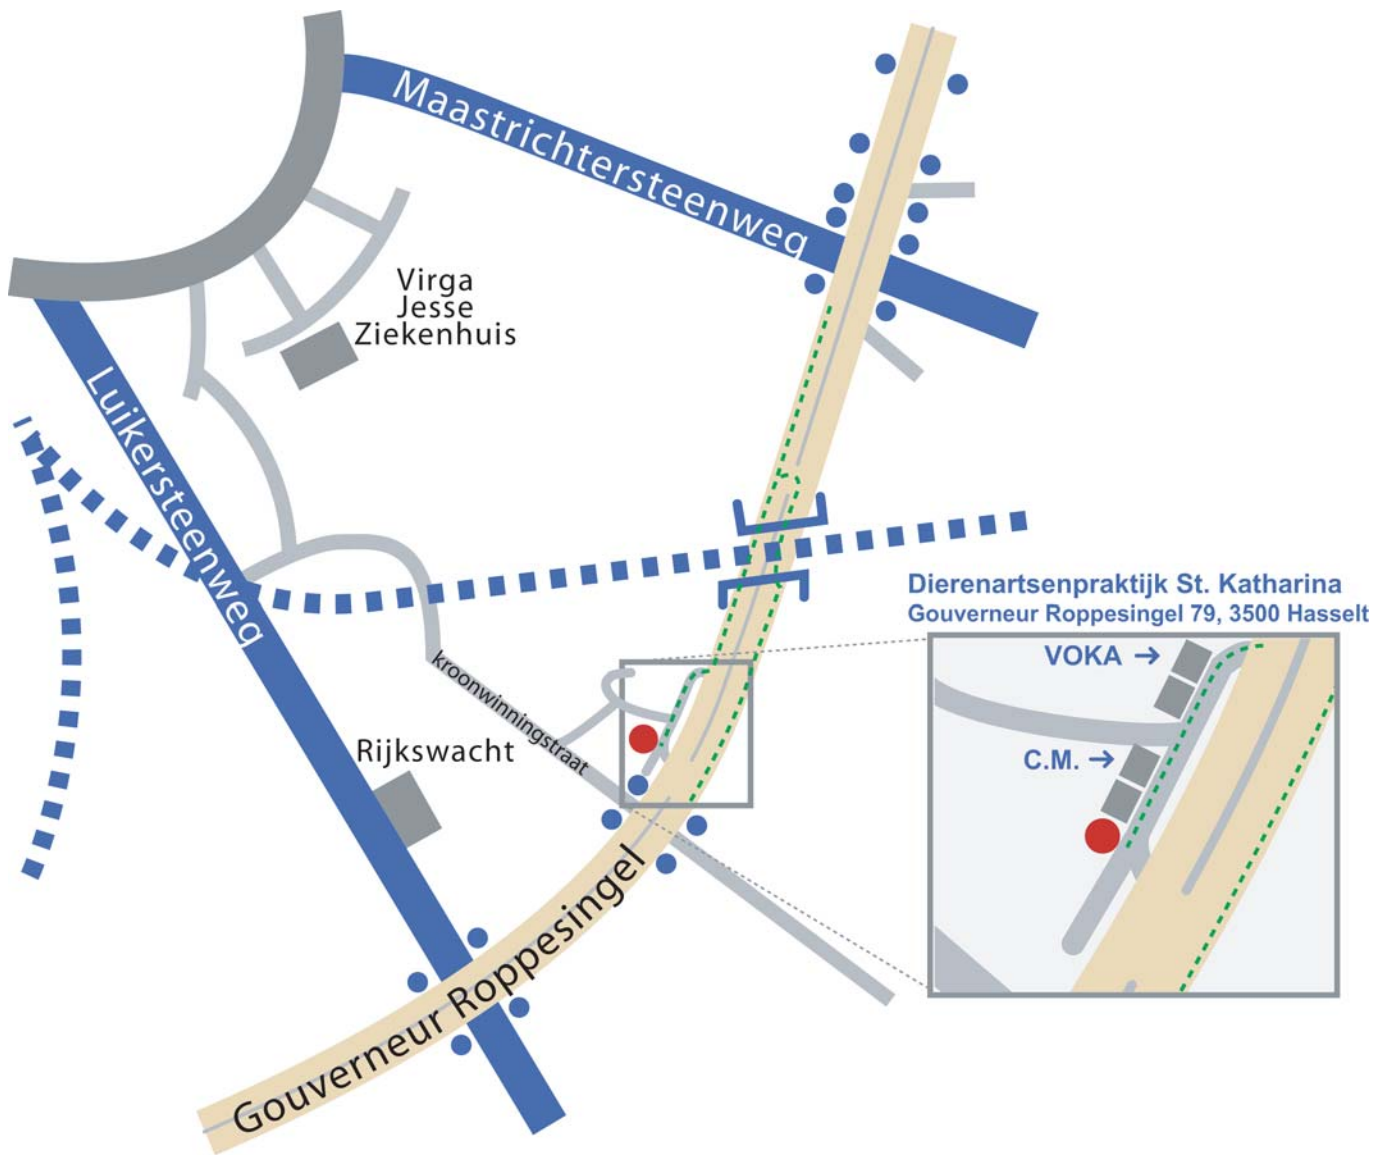 Maastrichtersteenweg
Virga
Jesse
Ziekenhuis
Luikersteenweg
kroonwinningstraat
Rijkswacht
Gouverneur Roppesingel
Dierenartsenpraktijk St. Katharina
Gouverneur Roppesingel 79, 3500 Hasselt
VOKA →
C.M. →